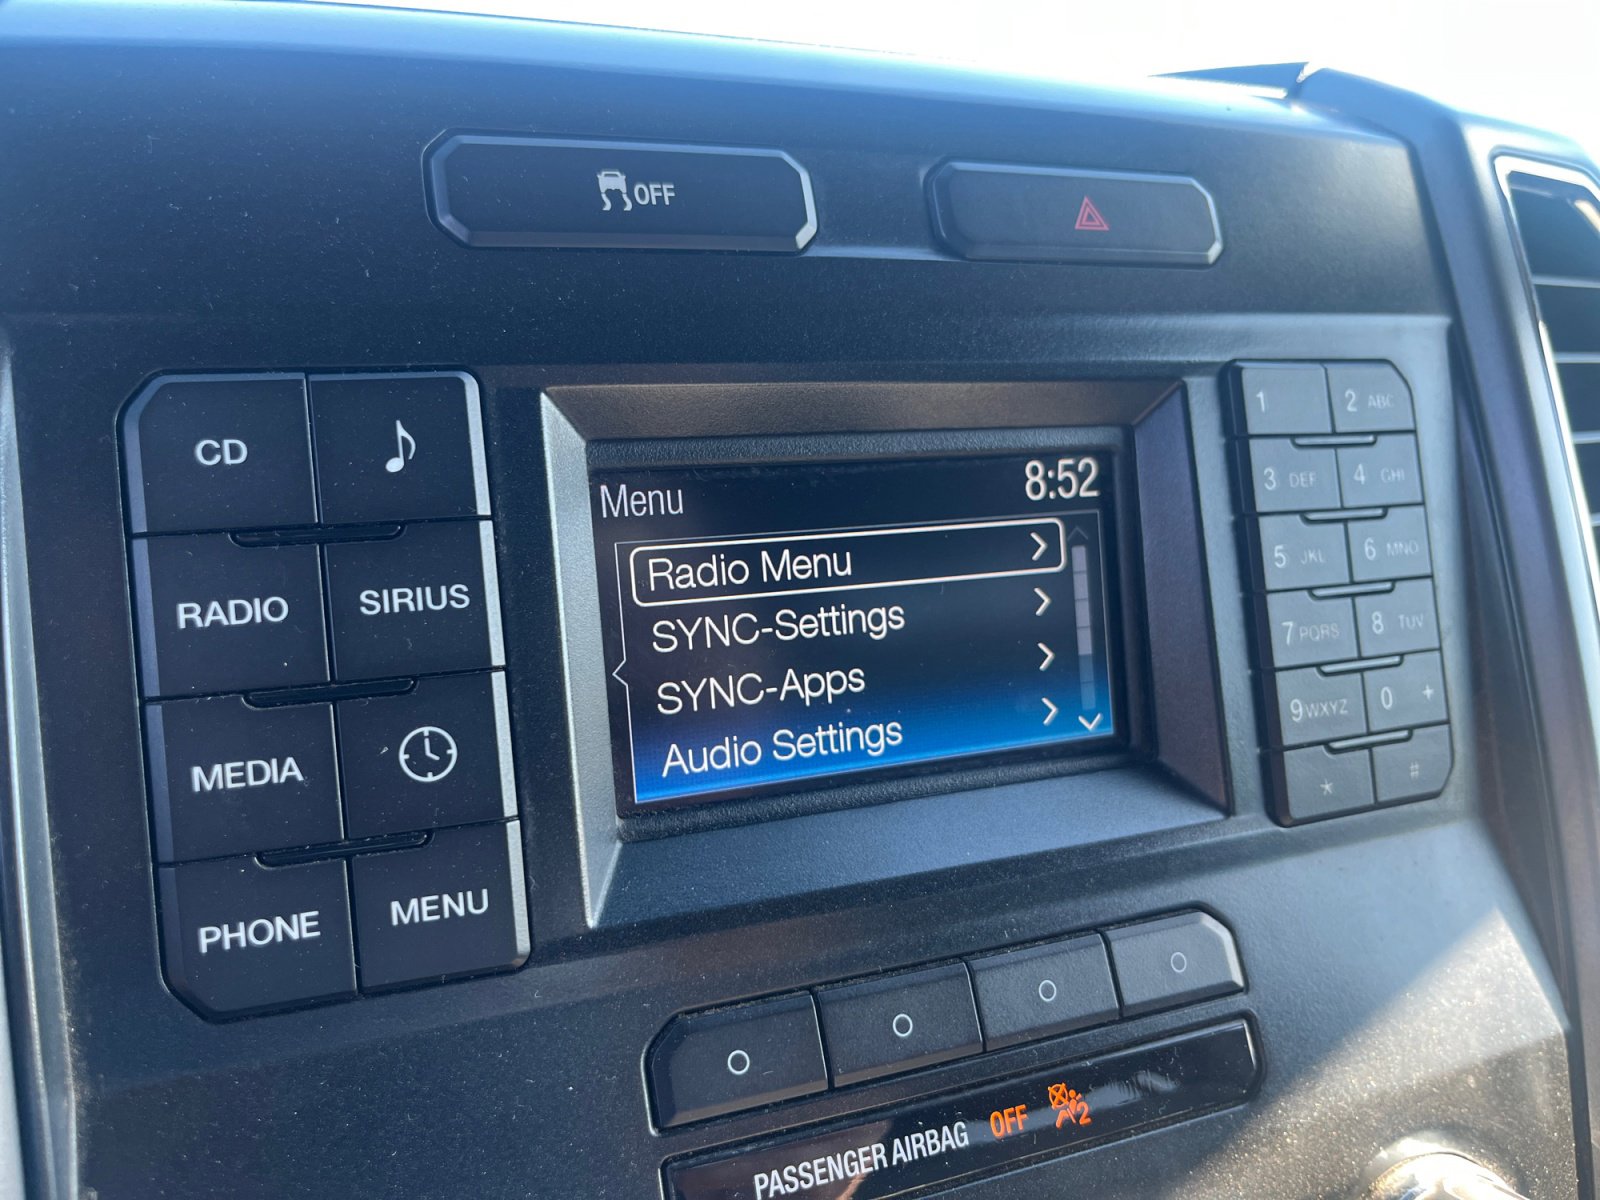 OFF
CD
RADIO
SIRIUS
MEDIA
PHONE
MENU
Menu
8:52
Radio Menu
SYNC-Settings
SYNC-Apps
Audio Settings
1
2 ABC
3 DEF
4 GHI
5 JKL
6 MNO
7 PQRS
8 TUV
9 WXYZ
0 +
*
#
PASSENGER AIRBAG OFF 2